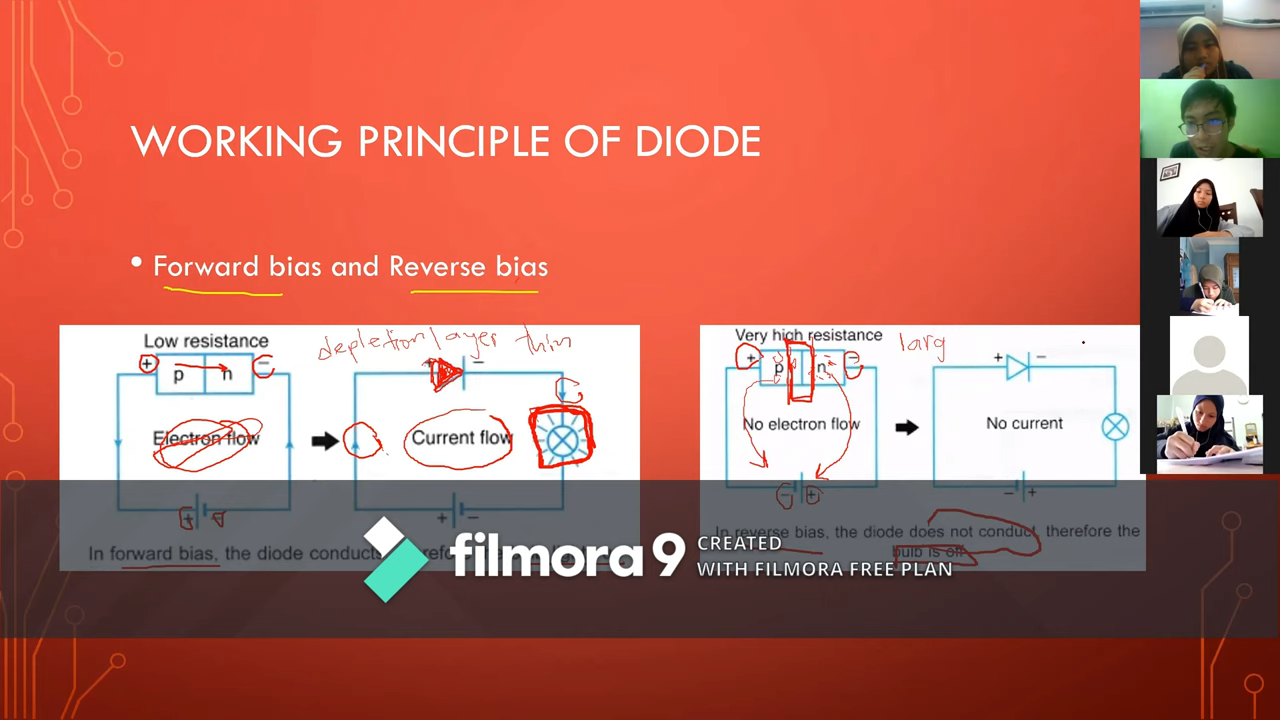 WORKING PRINCIPLE OF DIODE
• Forward bias and Reverse bias
Low resistance
depletion layer thin
+ −
p n
+ −
Electron flow
Current flow
+
+ −
In forward bias, the diode conducts
Very high resistance
larg
+ −
p n
+ −
No electron flow
No current
− +
− +
In reverse bias, the diode does not conduct, therefore the
bulb is off
filmora 9
CREATED
WITH FILMORA FREE PLAN